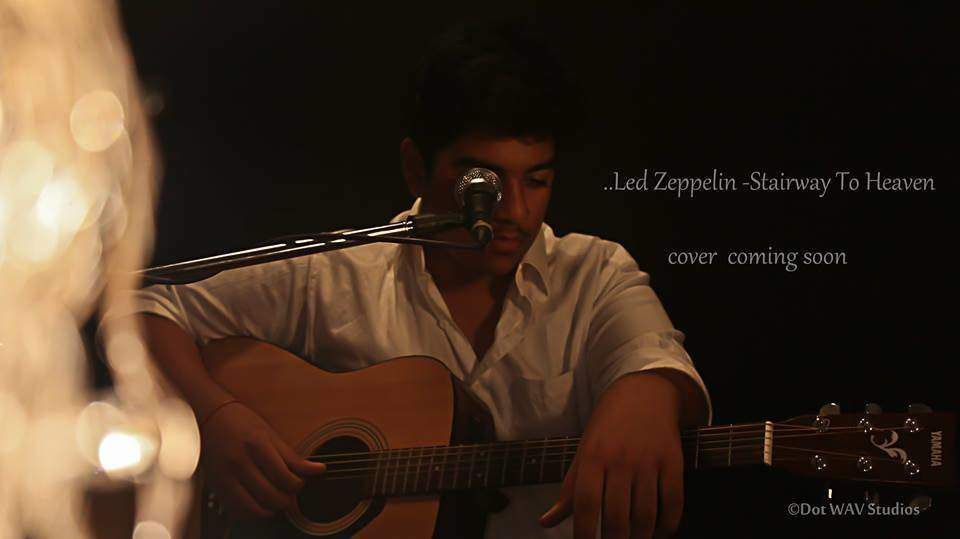 ..Led Zeppelin -Stairway To Heaven
cover  coming soon
YAMAHA
©Dot WAV Studios